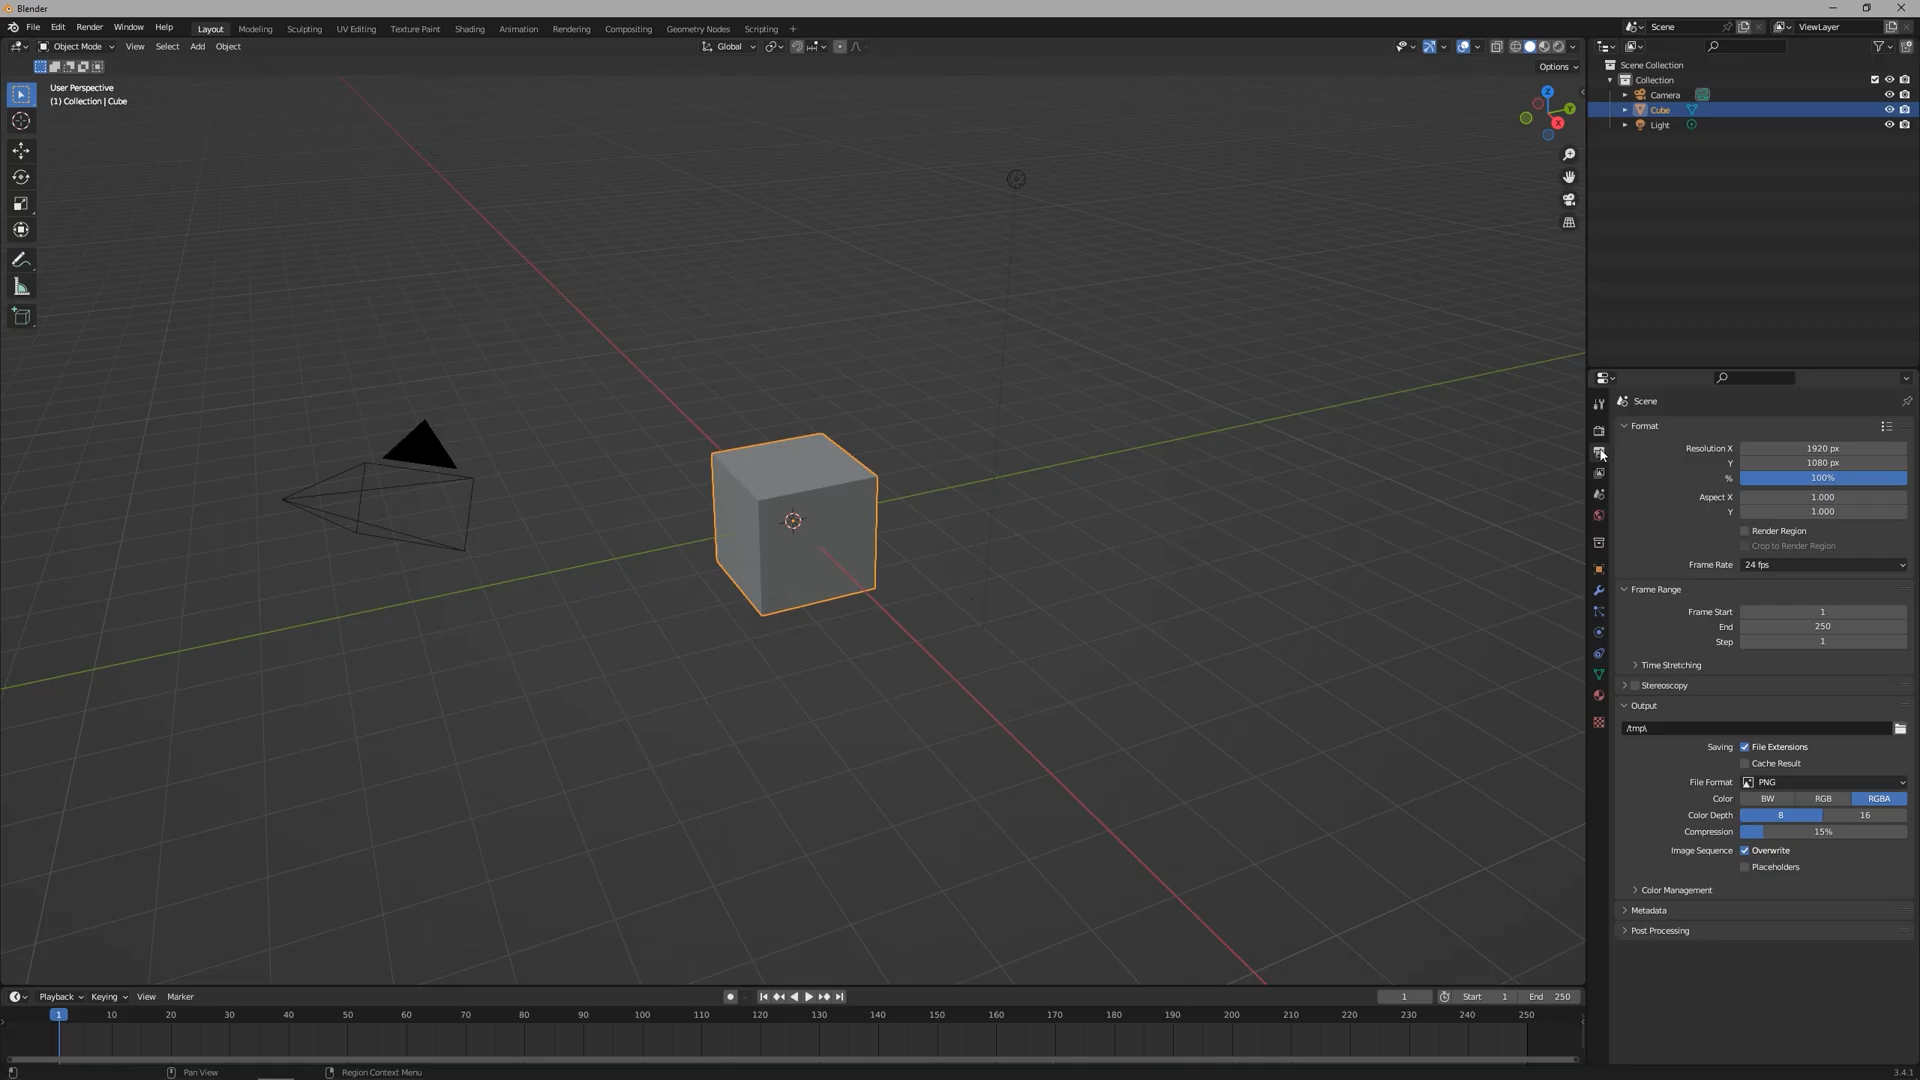 Blender
File Edit Render Window Help Layout Modeling Sculpting UV Editing Texture Paint Shading Animation Rendering Compositing Geometry Nodes Scripting + Scene ViewLayer
Object Mode View Select Add Object Global
Options
User Perspective
(1) Collection | Cube
Z
Y
X
Scene Collection
Collection
Camera
Cube
Light
Scene
Format
Resolution X 1920 px
Y 1080 px
% 100%
Aspect X 1.000
Y 1.000
Render Region
Crop to Render Region
Frame Rate 24 fps
Frame Range
Frame Start 1
End 250
Step 1
Time Stretching
Stereoscopy
Output
/tmp\
Saving File Extensions
Cache Result
File Format PNG
Color BW RGB RGBA
Color Depth 8 16
Compression 15%
Image Sequence Overwrite
Placeholders
Color Management
Metadata
Post Processing
Playback Keying View Marker 1 Start 1 End 250
1 10 20 30 40 50 60 70 80 90 100 110 120 130 140 150 160 170 180 190 200 210 220 230 240 250
Pan View Region Context Menu 3.4.1